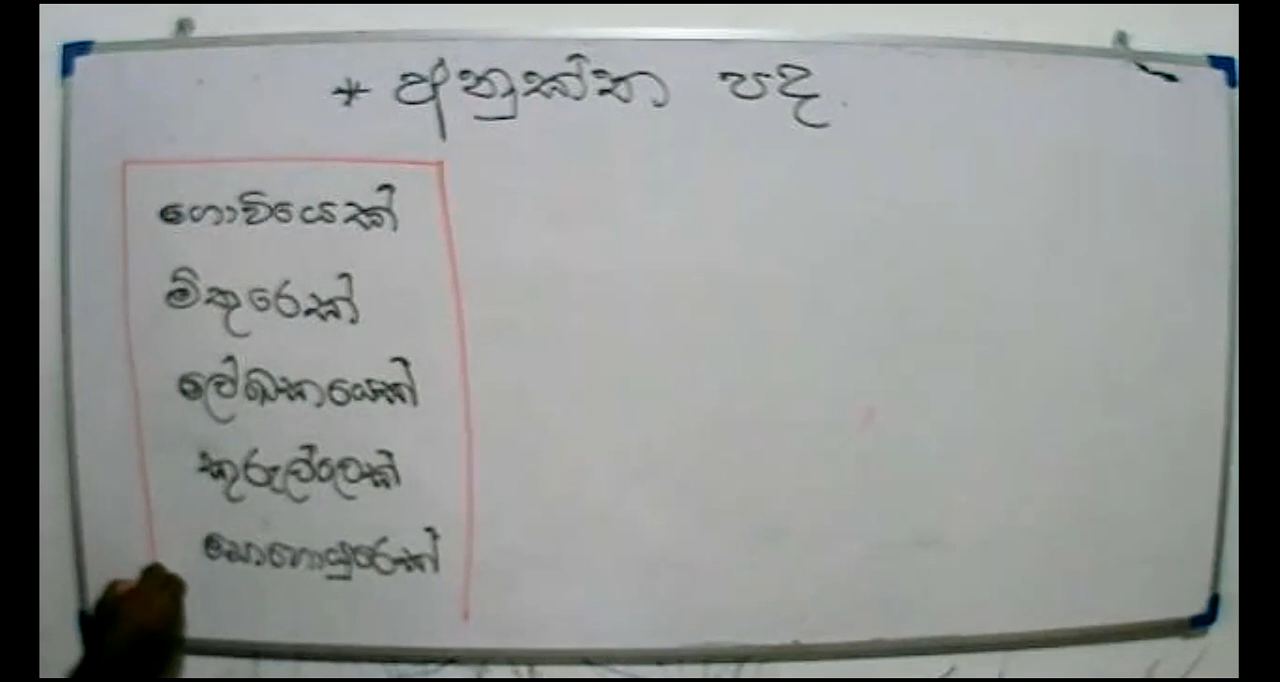 * අනුක්ත පද
ගොවියෙක්
මිතුරෙක්
ලේඛකයෙක්
කුරුල්ලෙක්
සොහොයුරෙක්